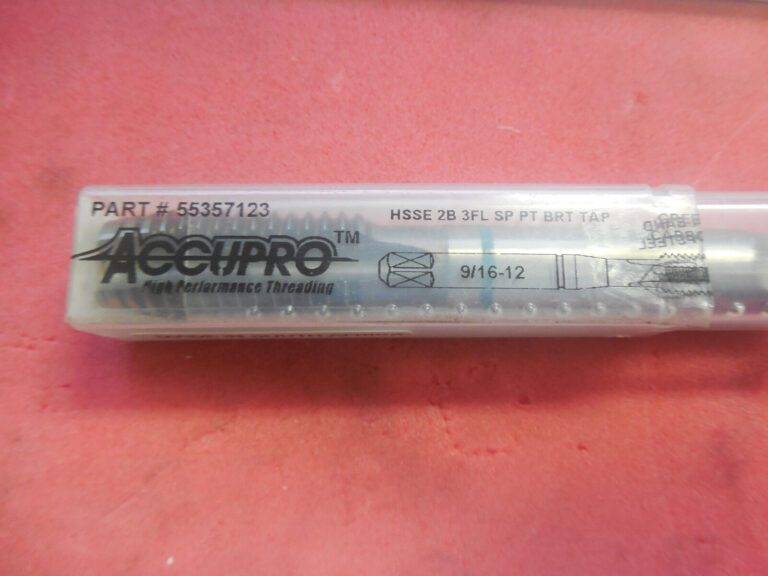 PART # 55357123
HSSE 2B 3FL SP PT BRT TAP
ACCUPRO™
High Performance Threading
9/16-12